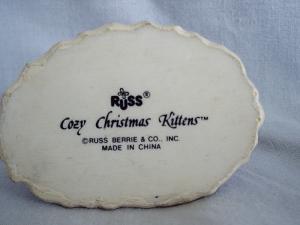 RUSS®
Cozy Christmas Kittens™
©RUSS BERRIE & CO., INC.
MADE IN CHINA